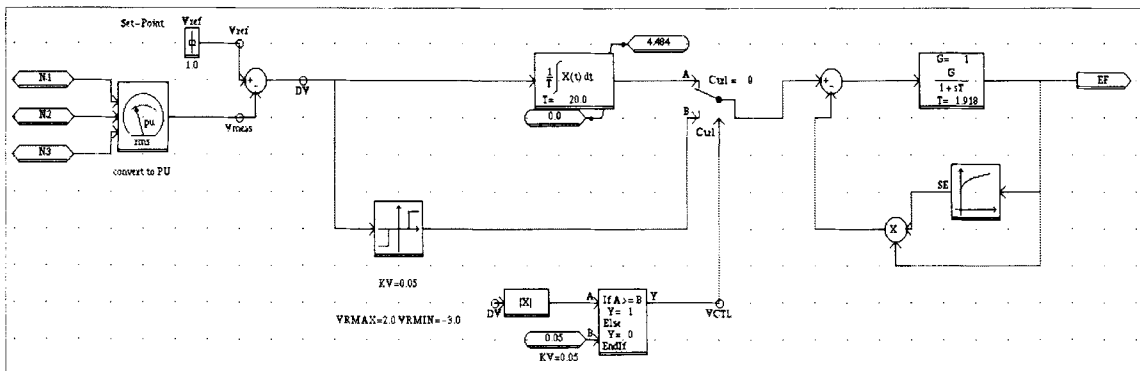 Set-Point
Vref
Vref
1.0
N1
N2
N3
pu
rms
convert to PU
Vmeas
DV
1
T
X(t) dt
T= 20.0
4.484
0.0
A
B
Ctrl = 0
Ctrl
G= 1
G
1 + sT
T= 1.918
EF
SE
X
KV=0.05
VRMAX=2.0 VRMIN=-3.0
DV
|X|
A
B
0.05
KV=0.05
If A >= B
Y= 1
Else
Y= 0
EndIf
Y
VCTL